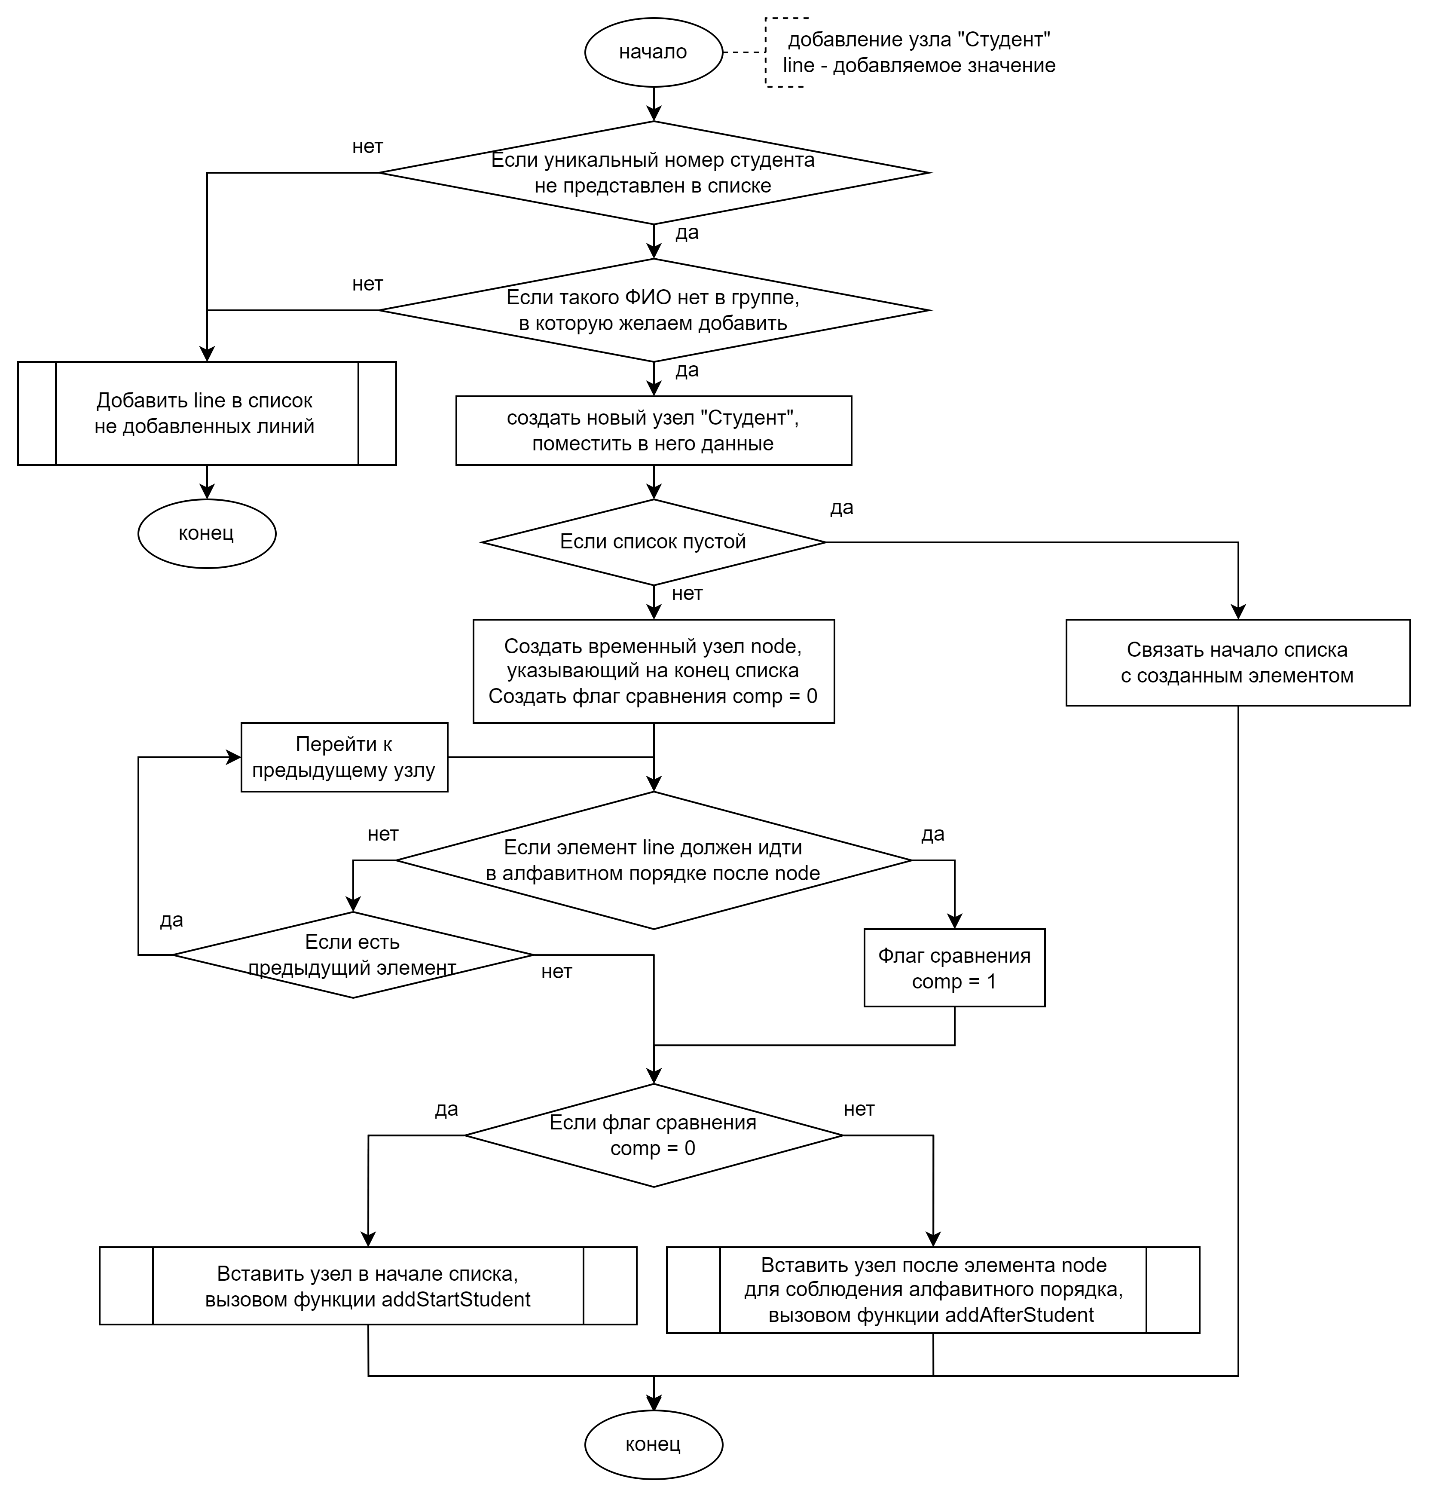 начало
добавление узла "Студент"
line - добавляемое значение
нет
Если уникальный номер студента
не представлен в списке
да
нет
Если такого ФИО нет в группе,
в которую желаем добавить
да
Добавить line в список
не добавленных линий
создать новый узел "Студент",
поместить в него данные
конец
да
Если список пустой
нет
Создать временный узел node,
указывающий на конец списка
Создать флаг сравнения comp = 0
Связать начало списка
с созданным элементом
Перейти к
предыдущему узлу
нет
Если элемент line должен идти
в алфавитном порядке после node
да
да
Если есть
предыдущий элемент
нет
Флаг сравнения
comp = 1
да
Если флаг сравнения
comp = 0
нет
Вставить узел в начале списка,
вызовом функции addStartStudent
Вставить узел после элемента node
для соблюдения алфавитного порядка,
вызовом функции addAfterStudent
конец